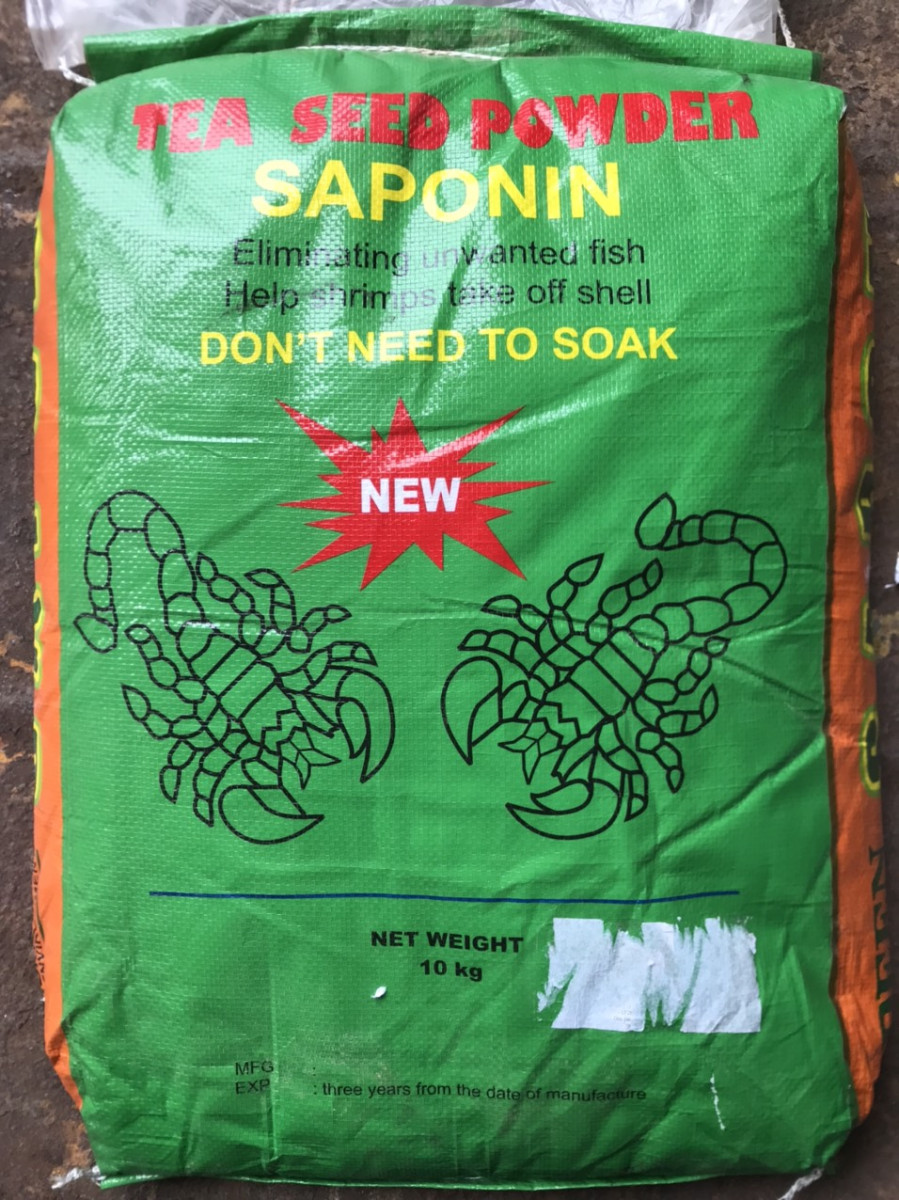 TEA SEED POWDER
SAPONIN
Eliminating unwanted fish
Help shrimps take off shell
DON'T NEED TO SOAK
NEW
NET WEIGHT
10 kg
MFG :
EXP : three years from the date of manufacture